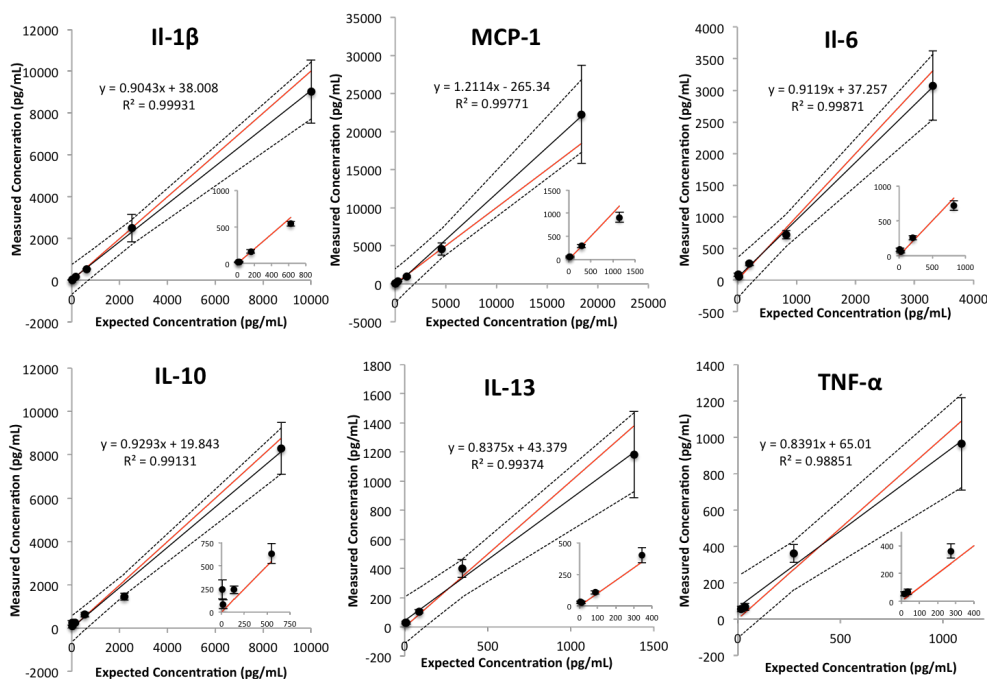 Il-1β
y = 0.9043x + 38.008
R² = 0.99931
Measured Concenration (pg/mL)
12000
10000
8000
6000
4000
2000
0
-2000
0 2000 4000 6000 8000 10000
Expected Concentration (pg/mL)
1000
500
0
0 200 400 600 800
MCP-1
y = 1.2114x - 265.34
R² = 0.99771
Measured Concenration (pg/mL)
35000
30000
25000
20000
15000
10000
5000
0
-5000
0 5000 10000 15000 20000 25000
Expected Concentration (pg/mL)
1500
1000
500
0
0 500 1000 1500
Il-6
y = 0.9119x + 37.257
R² = 0.99871
Measured Concenration (pg/mL)
4000
3500
3000
2500
2000
1500
1000
500
0
-500
0 1000 2000 3000 4000
Expected Concentration (pg/mL)
1000
500
0
0 500 1000
IL-10
y = 0.9293x + 19.843
R² = 0.99131
Measured Concenration (pg/mL)
12000
10000
8000
6000
4000
2000
0
-2000
0 2000 4000 6000 8000 10000
Expected Concentration (pg/mL)
750
500
250
0
0 250 500 750
IL-13
y = 0.8375x + 43.379
R² = 0.99374
Measured Concenration (pg/mL)
1800
1600
1400
1200
1000
800
600
400
200
0
-200
0 500 1000 1500
Expected Concentration (pg/mL)
500
250
0
0 100 200 300 400
TNF-α
y = 0.8391x + 65.01
R² = 0.98851
Measured Concenration (pg/mL)
1400
1200
1000
800
600
400
200
0
-200
0 500 1000
Expected Concentration (pg/mL)
400
200
0
0 100 200 300 400